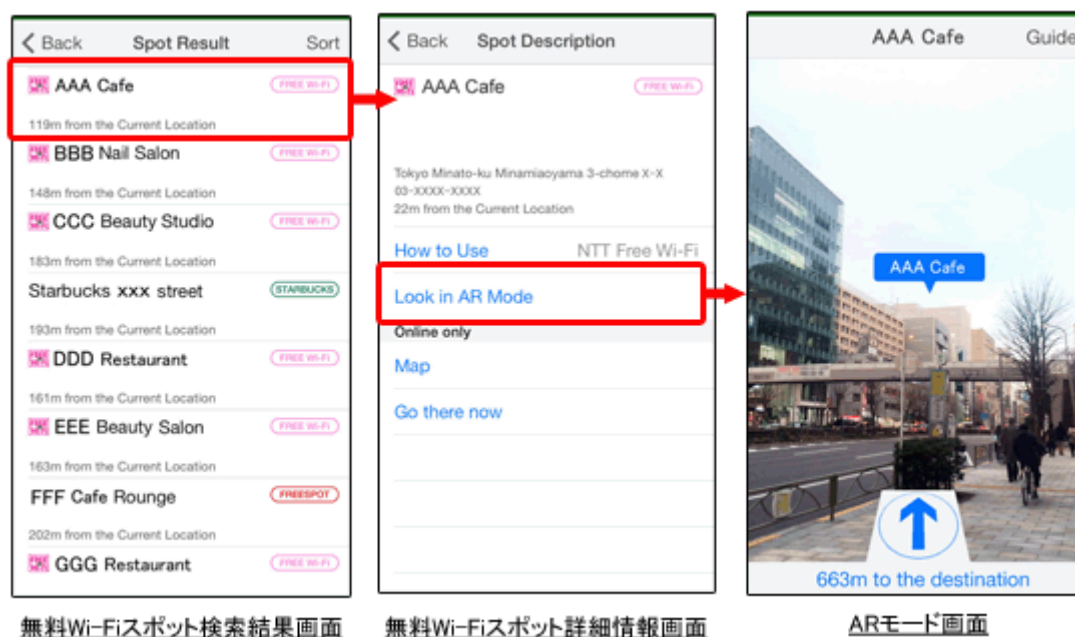 Back
Spot Result
Sort
AAA Cafe
FREE Wi-Fi
119m from the Current Location
BBB Nail Salon
FREE Wi-Fi
148m from the Current Location
CCC Beauty Studio
FREE Wi-Fi
183m from the Current Location
Starbucks xxx street
STARBUCKS
193m from the Current Location
DDD Restaurant
FREE Wi-Fi
161m from the Current Location
EEE Beauty Salon
FREE Wi-Fi
163m from the Current Location
FFF Cafe Rounge
FREESPOT
202m from the Current Location
GGG Restaurant
FREE Wi-Fi
無料Wi-Fiスポット検索結果画面
Back
Spot Description
AAA Cafe
FREE Wi-Fi
Tokyo Minato-ku Minamiaoyama 3-chome X-X
03-XXXX-XXXX
22m from the Current Location
How to Use
NTT Free Wi-Fi
Look in AR Mode
Online only
Map
Go there now
無料Wi-Fiスポット詳細情報画面
AAA Cafe
Guide
AAA Cafe
663m to the destination
ARモード画面